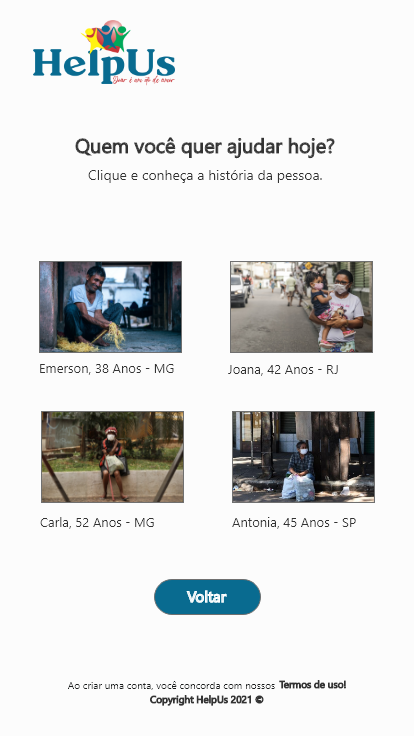 HelpUs
Doar é um ato de amor
Quem você quer ajudar hoje?
Clique e conheça a história da pessoa.
Emerson, 38 Anos - MG
Joana, 42 Anos - RJ
Carla, 52 Anos - MG
Antonia, 45 Anos - SP
Voltar
Ao criar uma conta, você concorda com nossos Termos de uso!
Copyright HelpUs 2021 ©